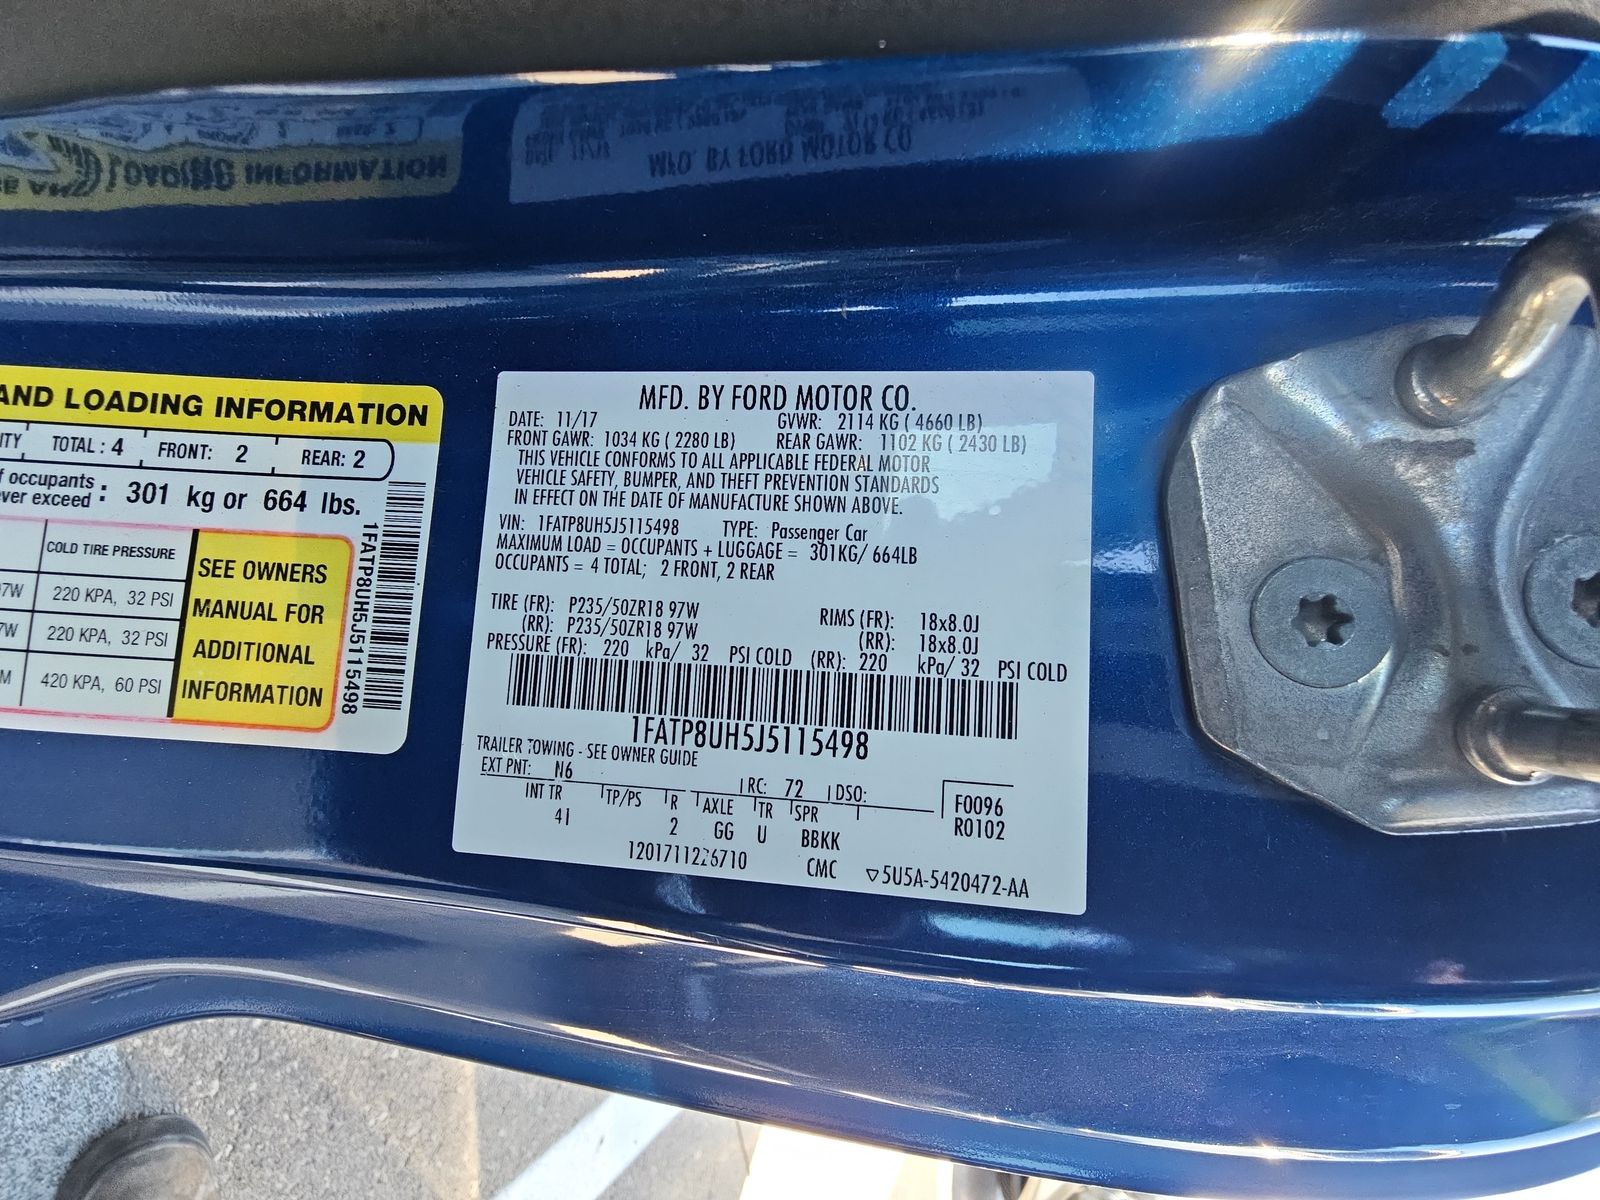 AND LOADING INFORMATION
TOTAL : 4 FRONT: 2 REAR: 2
of occupants
ever exceed : 301 kg or 664 lbs.
COLD TIRE PRESSURE
220 KPA, 32 PSI
220 KPA, 32 PSI
420 KPA, 60 PSI
SEE OWNERS
MANUAL FOR
ADDITIONAL
INFORMATION
1FATP8UH5J5115498
MFD. BY FORD MOTOR CO.
DATE: 11/17 GVWR: 2114 KG ( 4660 LB)
FRONT GAWR: 1034 KG ( 2280 LB) REAR GAWR: 1102 KG ( 2430 LB)
THIS VEHICLE CONFORMS TO ALL APPLICABLE FEDERAL MOTOR
VEHICLE SAFETY, BUMPER, AND THEFT PREVENTION STANDARDS
IN EFFECT ON THE DATE OF MANUFACTURE SHOWN ABOVE.
VIN: 1FATP8UH5J5115498 TYPE: Passenger Car
MAXIMUM LOAD = OCCUPANTS + LUGGAGE = 301KG/ 664LB
OCCUPANTS = 4 TOTAL; 2 FRONT, 2 REAR
TIRE (FR): P235/50ZR18 97W RIMS (FR): 18x8.0J
(RR): P235/50ZR18 97W (RR): 18x8.0J
PRESSURE (FR): 220 kPa/ 32 PSI COLD (RR): 220 kPa/ 32 PSI COLD
1FATP8UH5J5115498
TRAILER TOWING - SEE OWNER GUIDE
EXT PNT: N6 RC: 72 DSO:
INT TR TP/PS R AXLE TR SPR
41 2 GG U BBKK
F0096
R0102
1201711226710 CMC ▽5U5A-5420472-AA